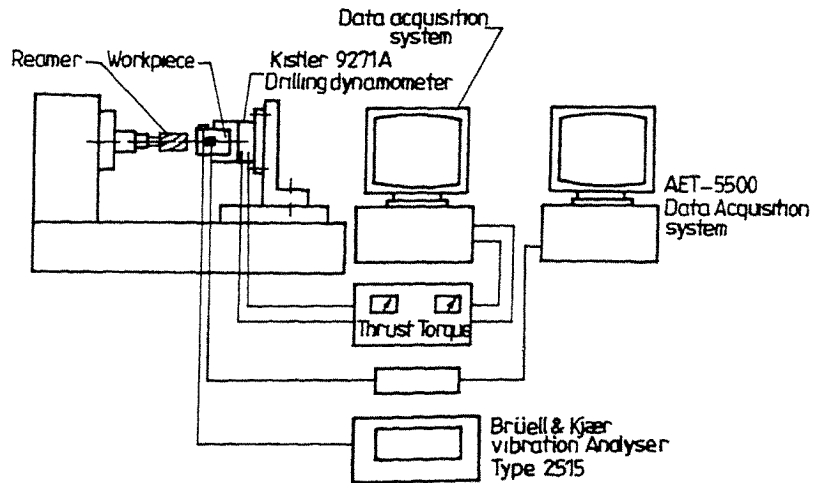 Data acquisition
system
Reamer Workpiece Kistler 9271A
Drilling dynamometer
AET-5500
Data Acquisition
system
Thrust Torque
Brüell & Kjær
vibration Analyser
Type 2515